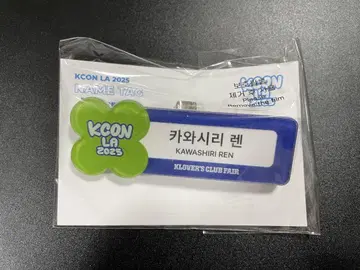 KCON LA 2025
NAME TAG
KCON
LA
2025
카와시리 렌
KAWASHIRI REN
KLOVER'S CLUB FAIR